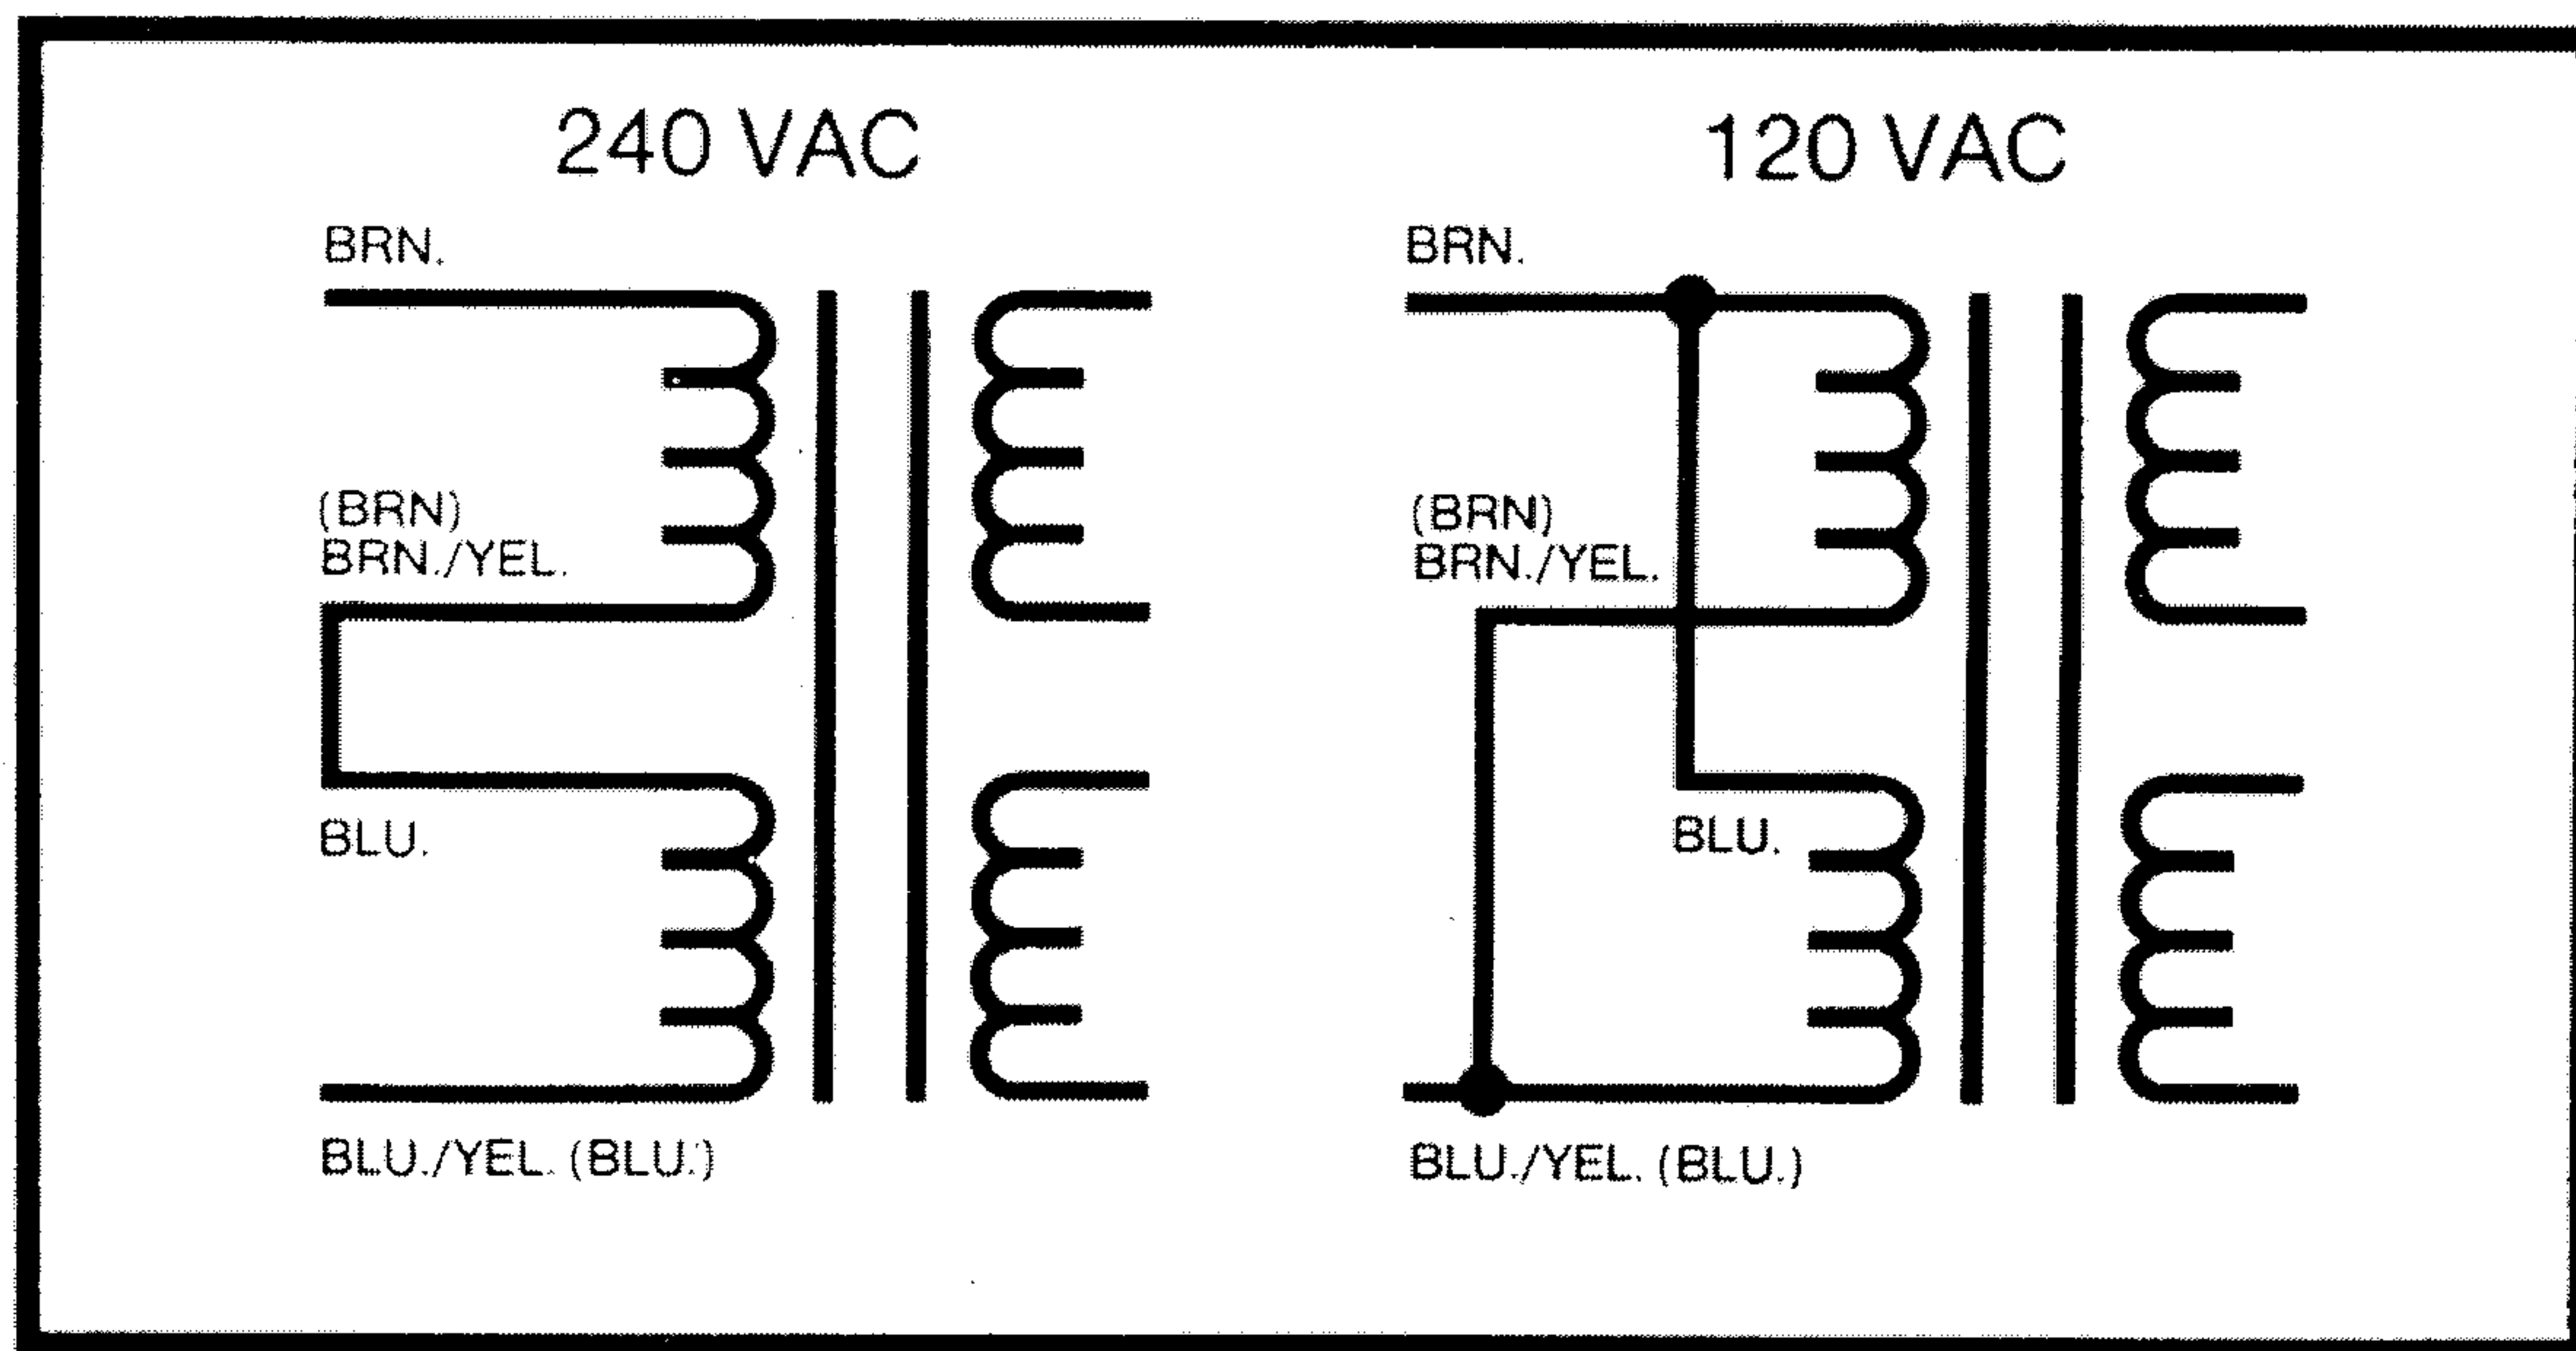 240 VAC
BRN.
(BRN)
BRN./YEL.
BLU.
BLU./YEL. (BLU.)
120 VAC
BRN.
(BRN)
BRN./YEL.
BLU.
BLU./YEL. (BLU.)